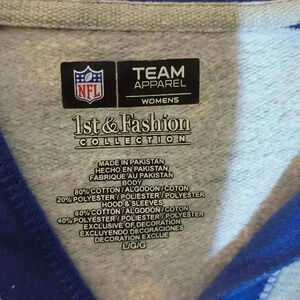 NFL
TEAM
APPAREL
WOMENS
1st & Fashion
COLLECTION
MADE IN PAKISTAN
HECHO EN PAKISTAN
FABRIQUE AU PAKISTAN
BODY
80% COTTON / ALGODON / COTON
20% POLYESTER / POLIESTER / POLYESTER
HOOD & SLEEVES
60% COTTON / ALGODON / COTON
40% POLYESTER / POLIESTER / POLYESTER
EXCLUSIVE OF DECORATION
EXCLUYENDO DECORACIONES
DECORATION EXCLUE
L/G/G